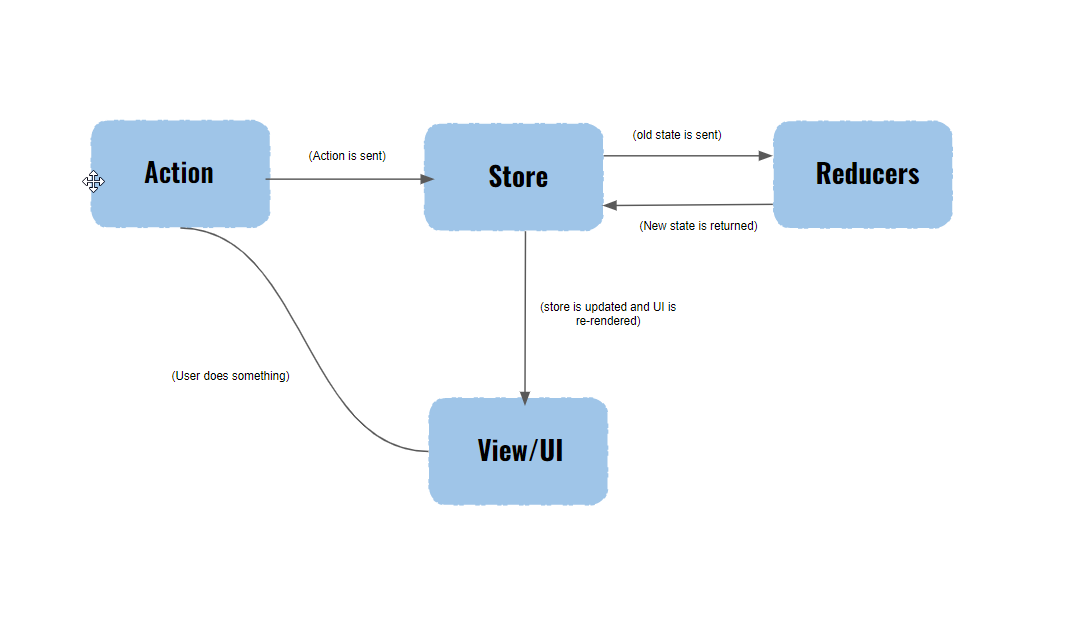 Action
(Action is sent)
Store
(old state is sent)
Reducers
(New state is returned)
(store is updated and UI is
re-rendered)
(User does something)
View/UI